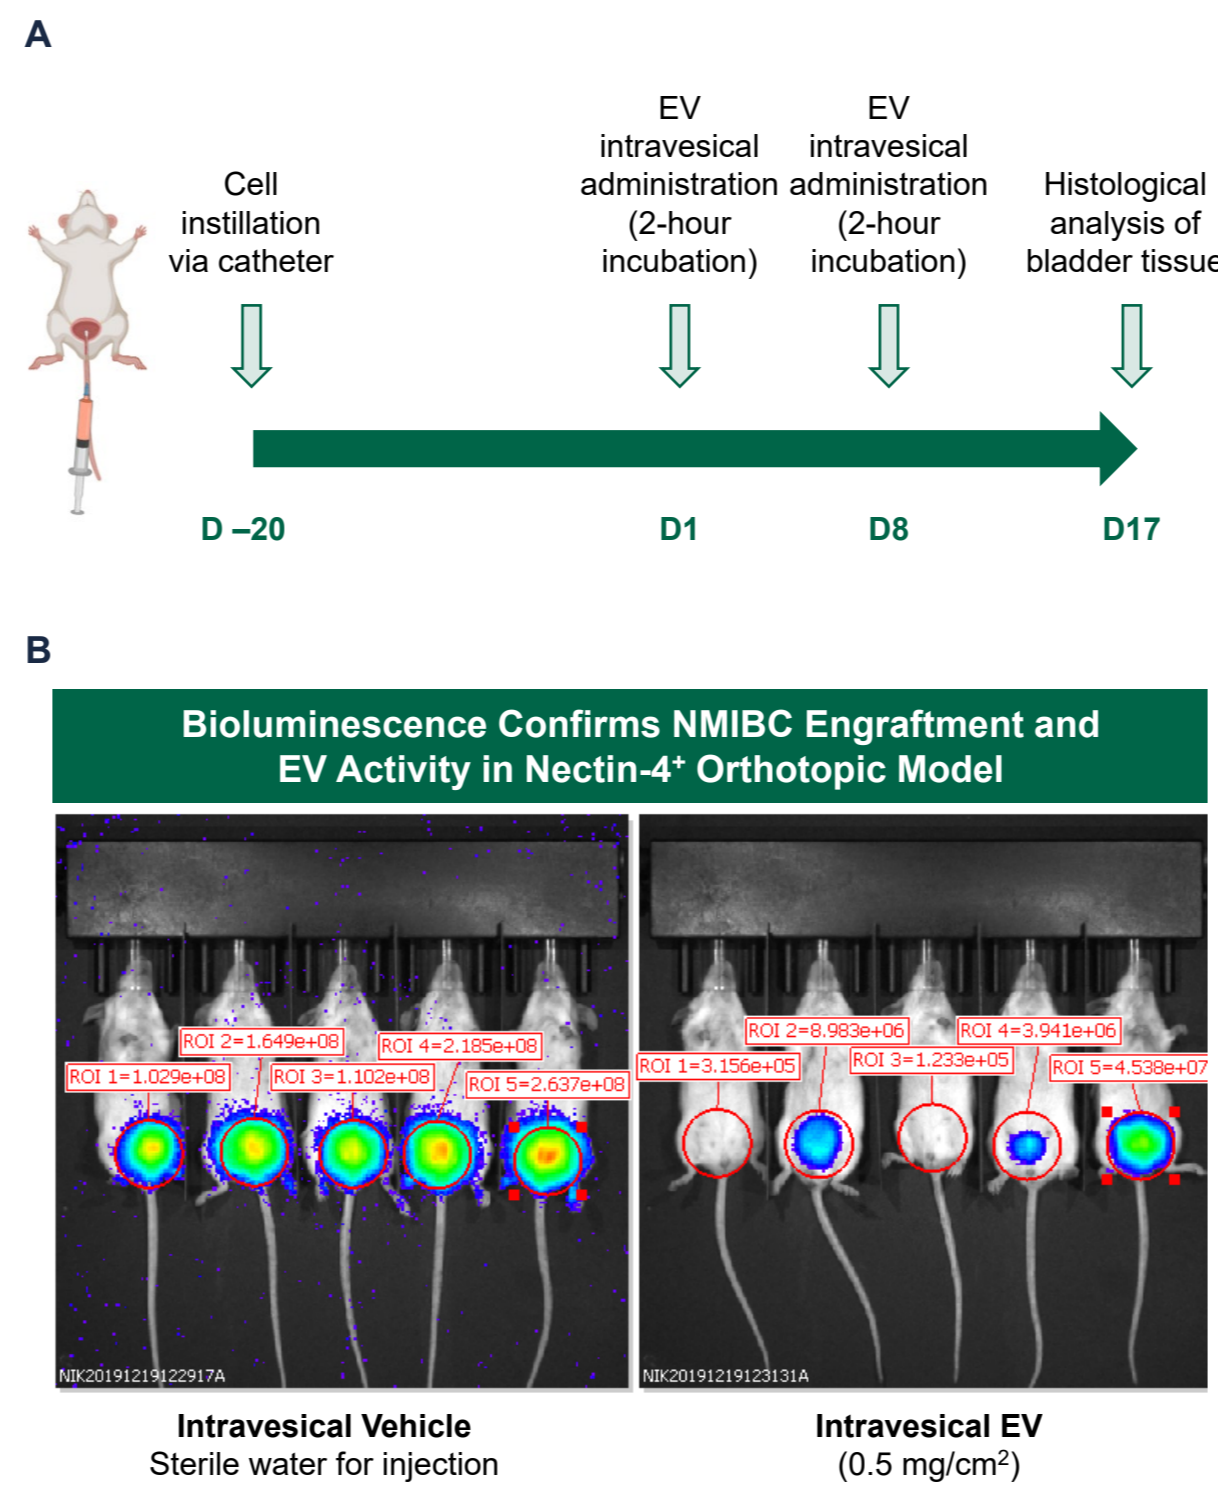 A
Cell
instillation
via catheter
EV
intravesical
administration
(2-hour
incubation)
EV
intravesical
administration
(2-hour
incubation)
Histological
analysis of
bladder tissue
D –20
D1
D8
D17
B
Bioluminescence Confirms NMIBC Engraftment and
EV Activity in Nectin-4⁺ Orthotopic Model
ROI 1=1.029e+08
ROI 2=1.649e+08
ROI 3=1.102e+08
ROI 4=2.185e+08
ROI 5=2.637e+08
NIK20191219122917A
ROI 1=3.156e+05
ROI 2=8.983e+06
ROI 3=1.233e+05
ROI 4=3.941e+06
ROI 5=4.538e+07
NIK20191219123131A
Intravesical Vehicle
Sterile water for injection
Intravesical EV
(0.5 mg/cm²)